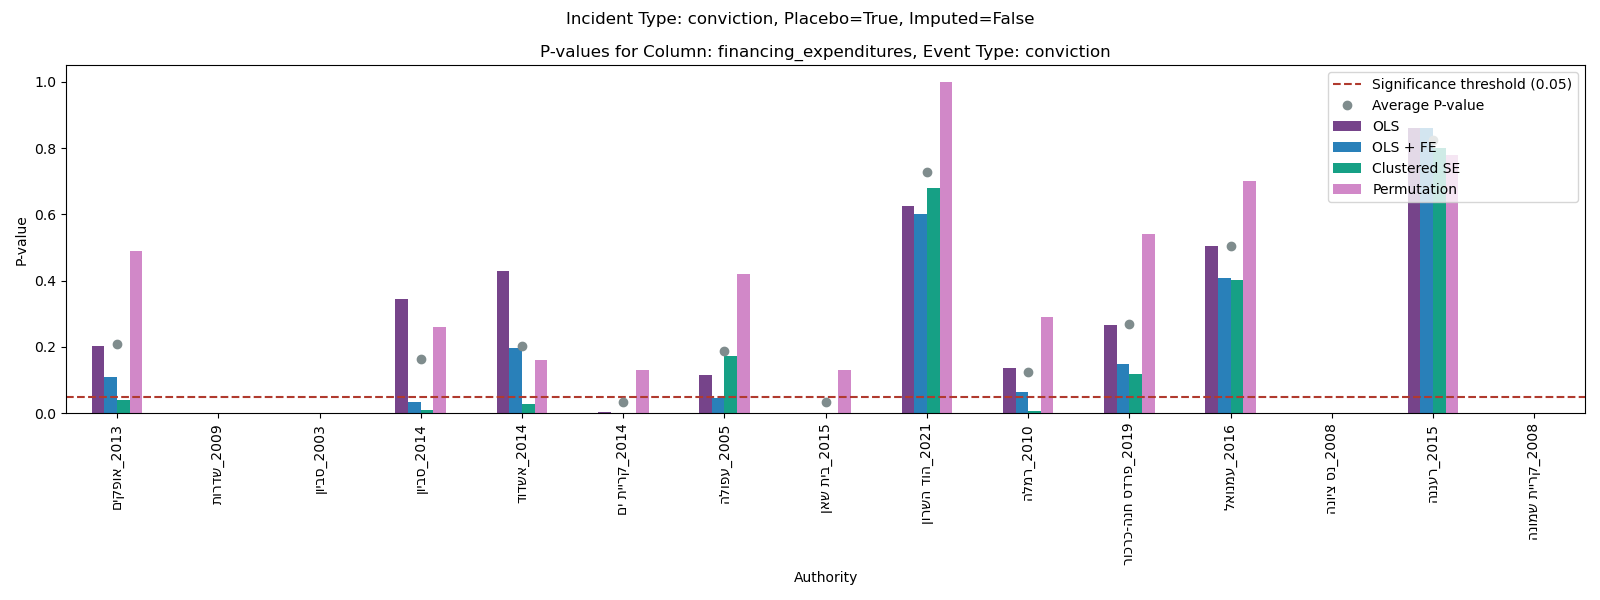 Incident Type: conviction, Placebo=True, Imputed=False
P-values for Column: financing_expenditures, Event Type: conviction
P-value
1.0
0.8
0.6
0.4
0.2
0.0
Significance threshold (0.05)
Average P-value
OLS
OLS + FE
Clustered SE
Permutation
אופקים_2013
שדרות_2009
סביון_2003
סביון_2014
אשדוד_2014
קריית ים_2014
עפולה_2005
בית שאן_2015
הוד השרון_2021
רמלה_2010
פרדס חנה-כרכור_2019
עמנואל_2016
נס ציונה_2008
רעננה_2015
קריית שמונה_2008
Authority